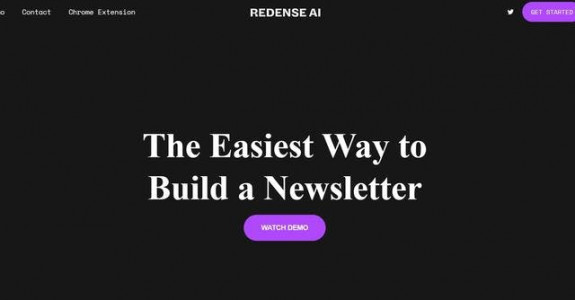 Contact
Chrome Extension
REDENSE AI
GET STARTED
The Easiest Way to
Build a Newsletter
WATCH DEMO